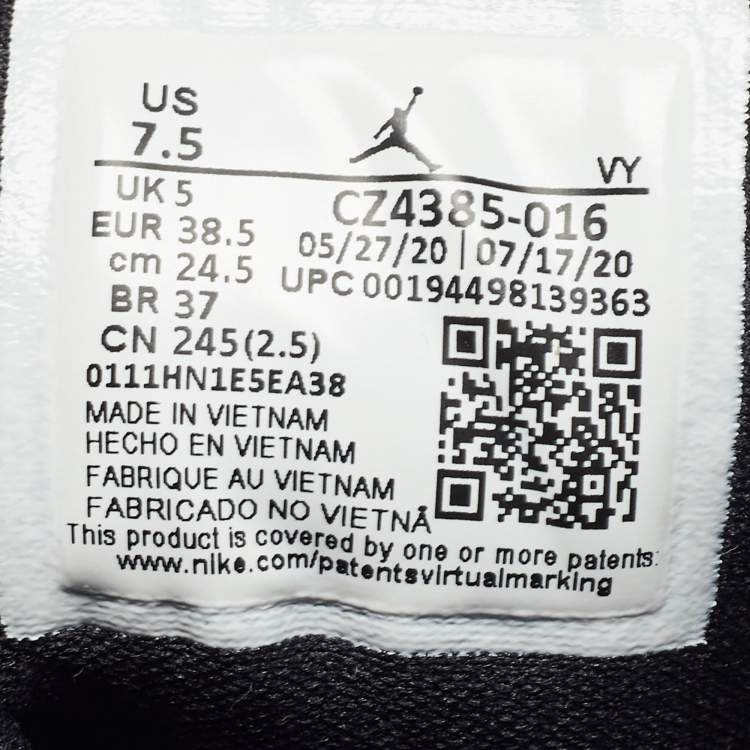 US
7.5
VY
UK 5
EUR 38.5
cm 24.5
BR 37
CN 245(2.5)
CZ4385-016
05/27/20 | 07/17/20
UPC 00194498139363
0111HN1E5EA38
MADE IN VIETNAM
HECHO EN VIETNAM
FABRIQUE AU VIETNAM
FABRICADO NO VIETNÃ
This product is covered by one or more patents:
www.nike.com/patentsvirtualmarking